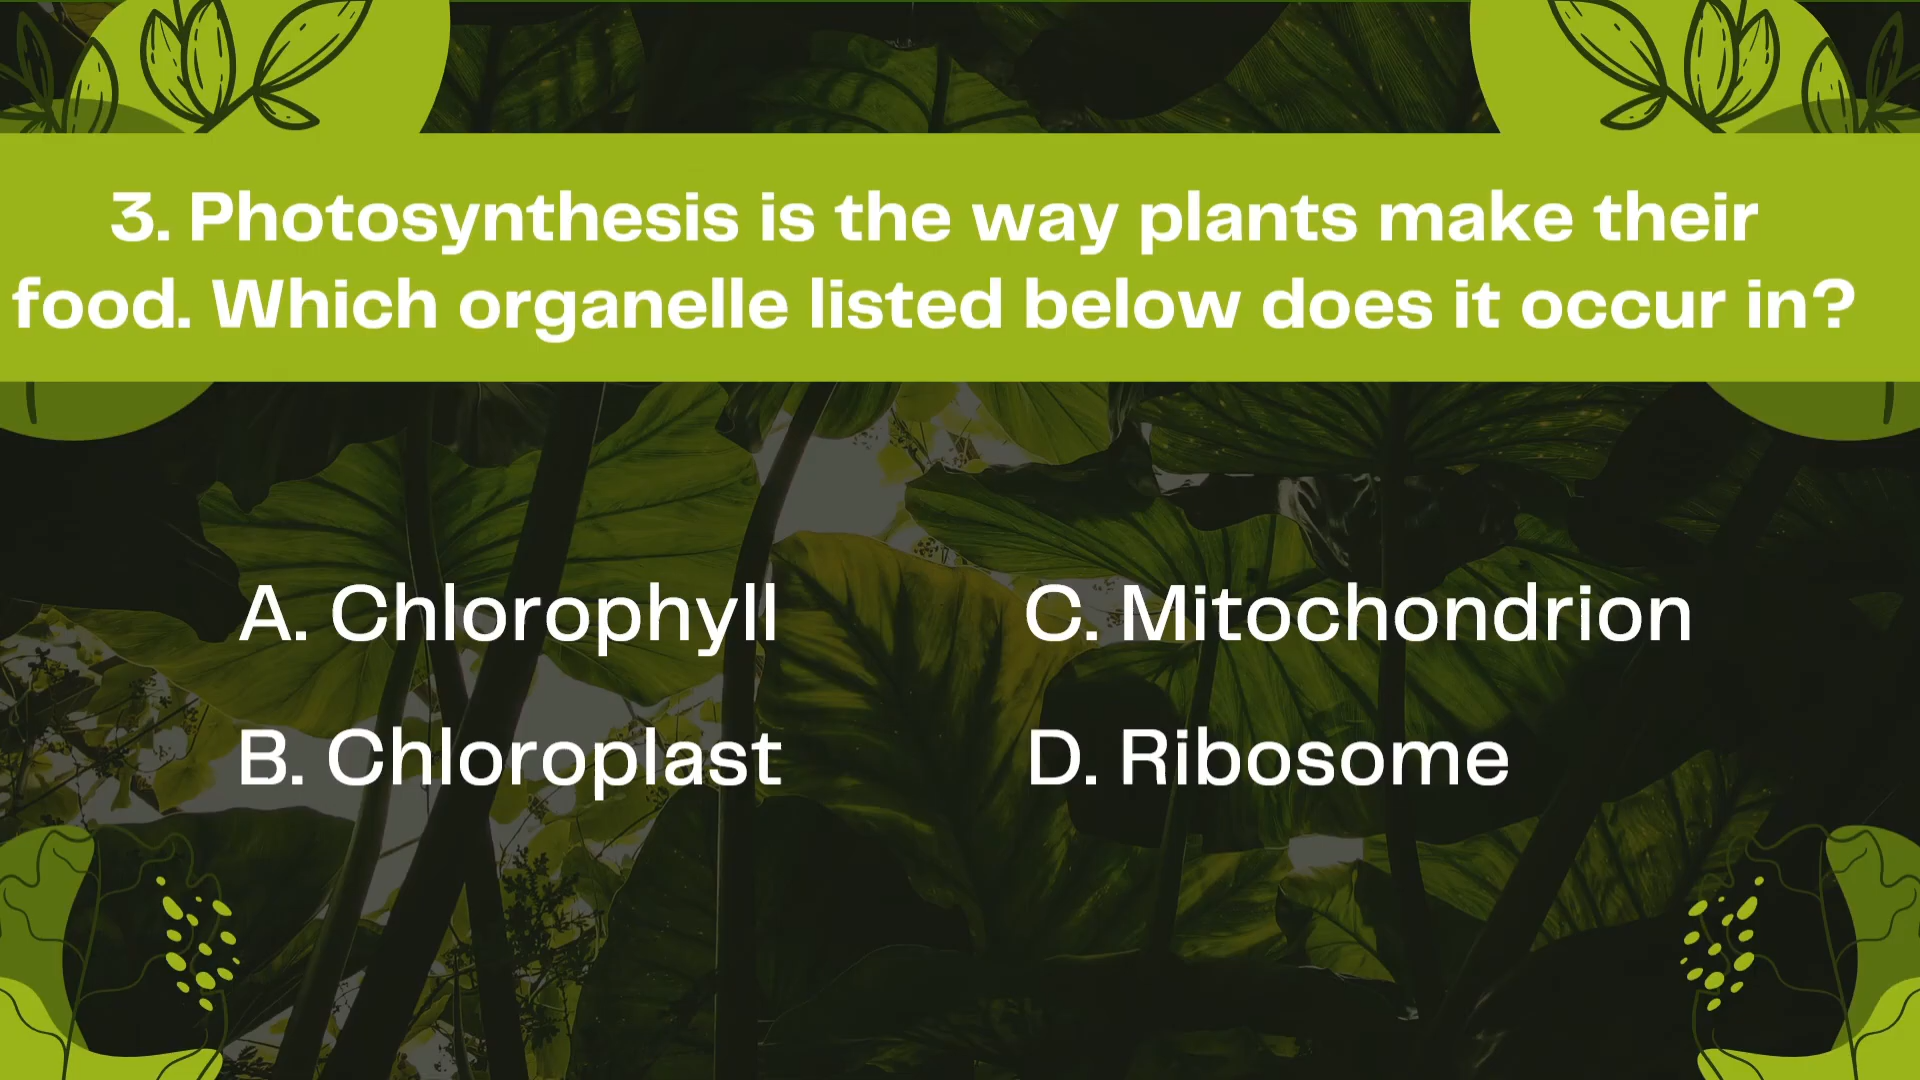 3. Photosynthesis is the way plants make their
food. Which organelle listed below does it occur in?
A. Chlorophyll
B. Chloroplast
C. Mitochondrion
D. Ribosome